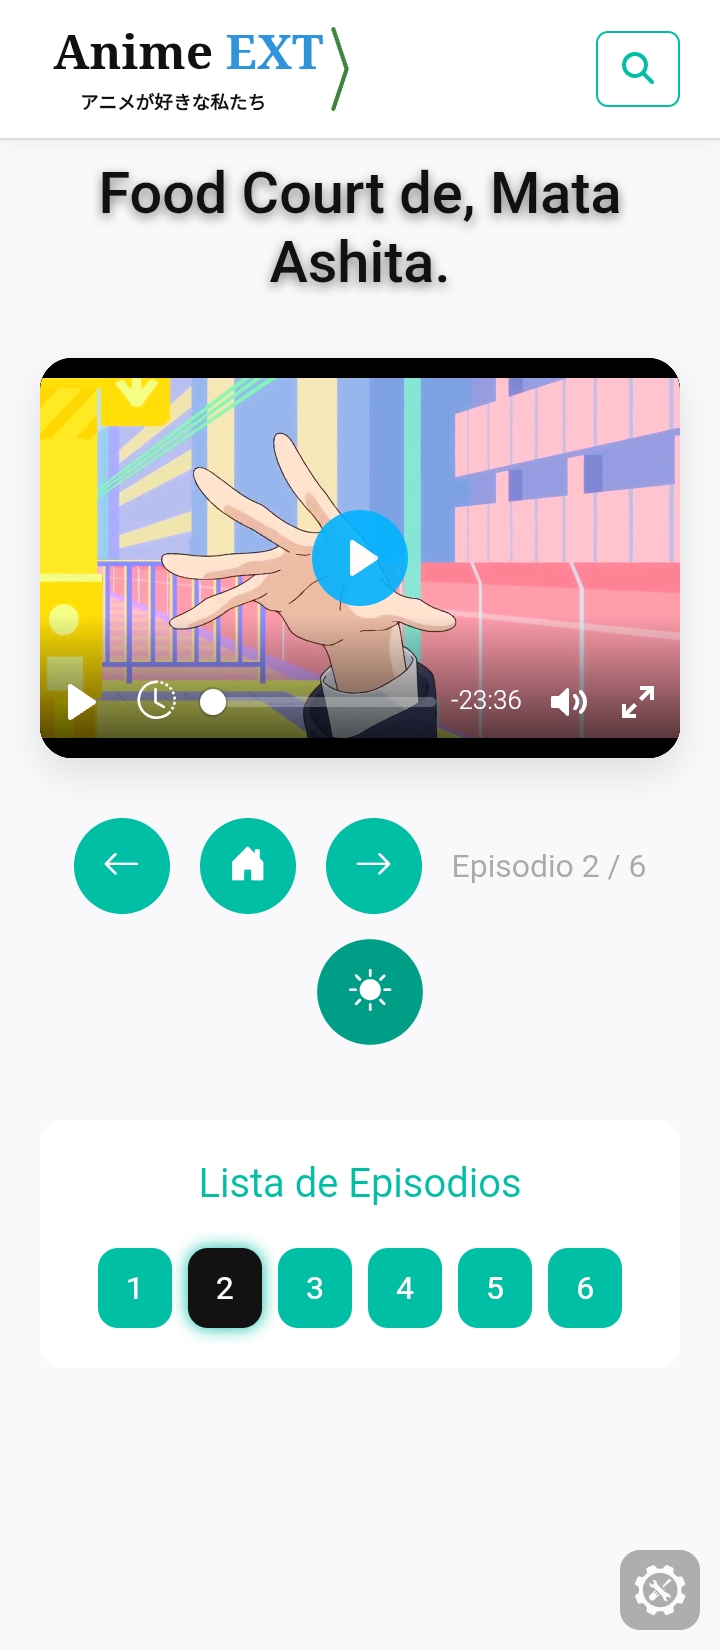 Anime EXT
アニメが好きな私たち
Food Court de, Mata
Ashita.
-23:36
Episodio 2 / 6
Lista de Episodios
1 2 3 4 5 6